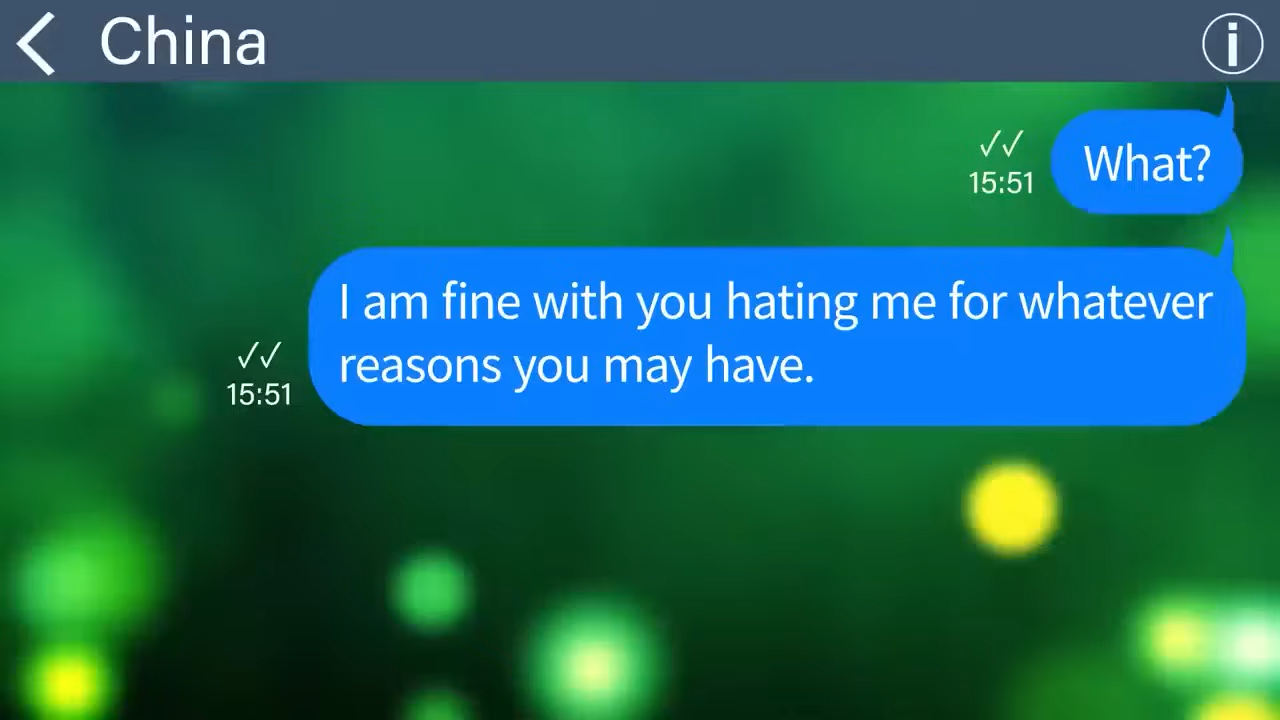 China
What?
15:51
I am fine with you hating me for whatever
reasons you may have.
15:51